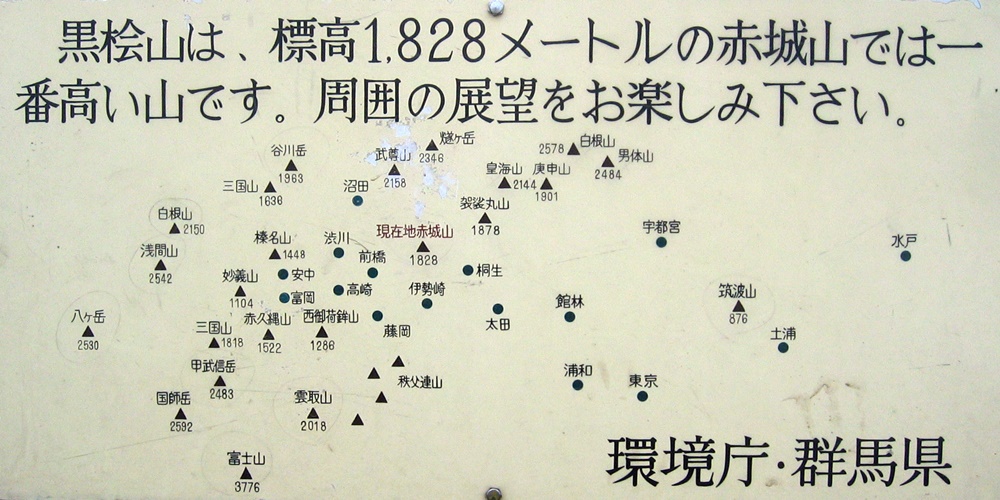 黒桧山は、標高1,828メートルの赤城山では一
番高い山です。周囲の展望をお楽しみ下さい。
燧ヶ岳
2346
2578 白根山
男体山
2484
谷川岳
1963
武尊山
2158
皇海山
2144
庚申山
1901
三国山
1636
沼田
袈裟丸山
1878
白根山
2150
現在地赤城山
1828
宇都宮
水戸
浅間山
2542
榛名山
1448
渋川
前橋
桐生
安中
妙義山
1104
富岡
高崎
伊勢崎
館林
筑波山
876
八ヶ岳
2530
三国山
1818
赤久縄山
1522
西御荷鉾山
1286
藤岡
太田
土浦
甲武信岳
2483
秩父連山
浦和
東京
国師岳
2592
雲取山
2018
富士山
3776
環境庁・群馬県